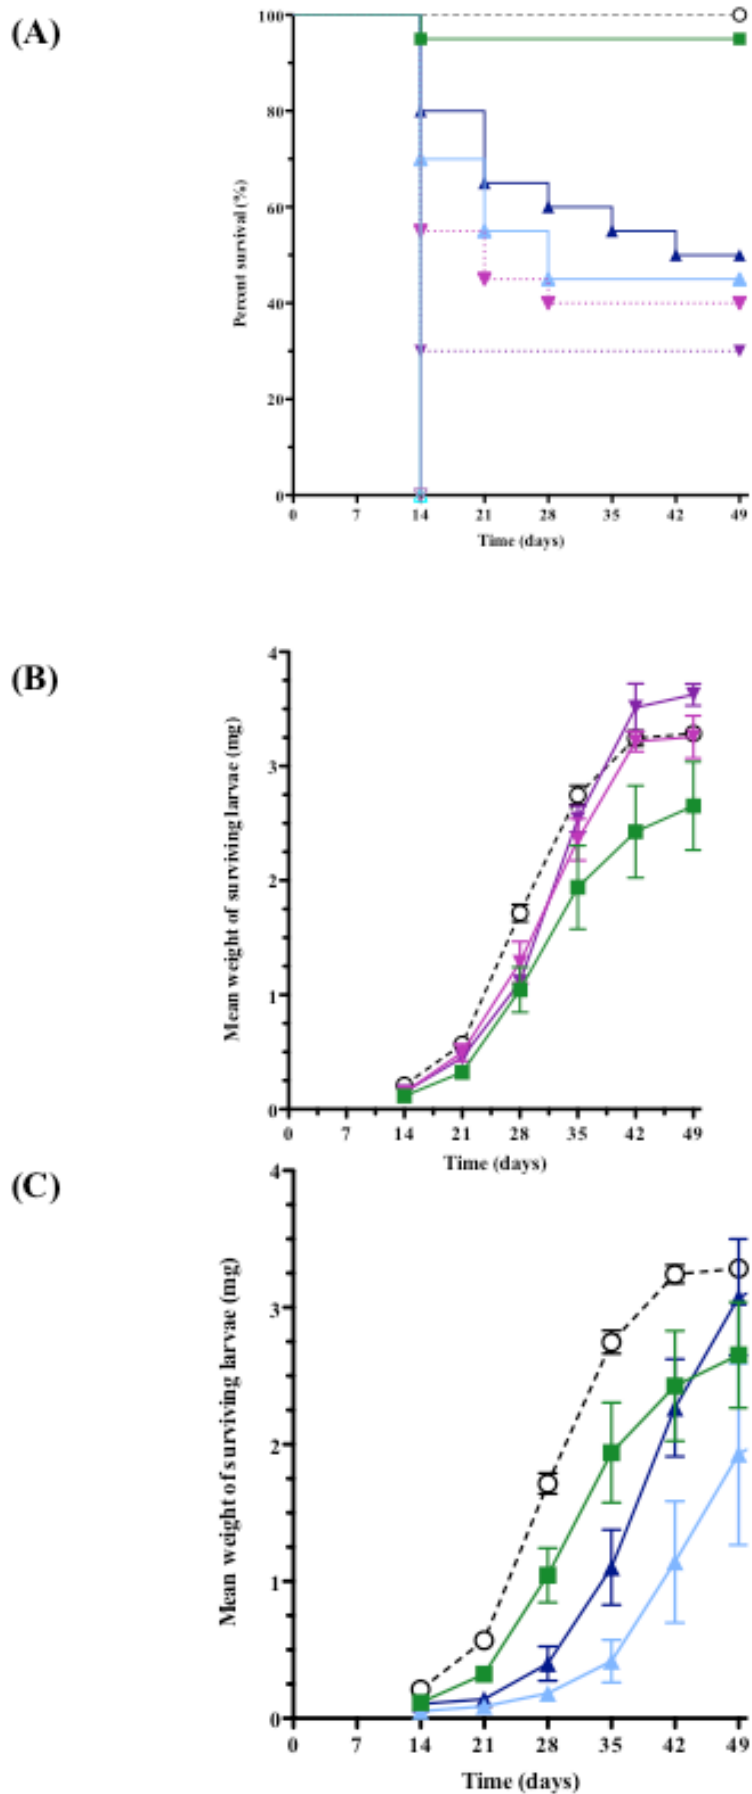 (A)
100
80
60
40
20
0
Percent survival (%)
0 7 14 21 28 35 42 49
Time (days)
(B)
4
3
2
1
0
Mean weight of surviving larvae (mg)
0 7 14 21 28 35 42 49
Time (days)
(C)
4
3
2
1
0
Mean weight of surviving larvae (mg)
0 7 14 21 28 35 42 49
Time (days)